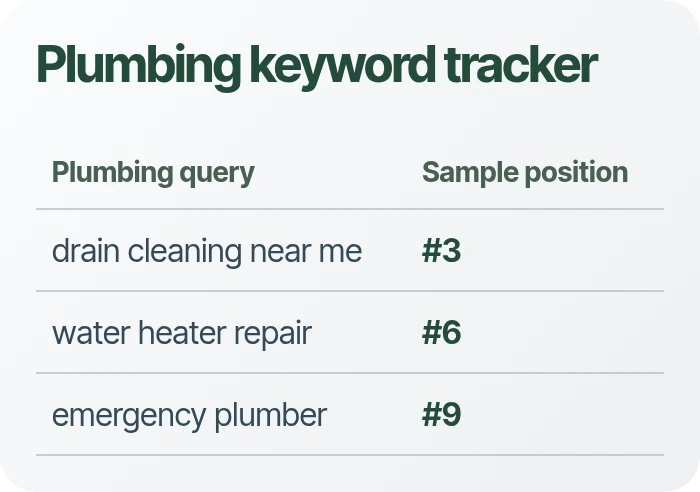 Plumbing keyword tracker
Plumbing query Sample position
drain cleaning near me #3
water heater repair #6
emergency plumber #9